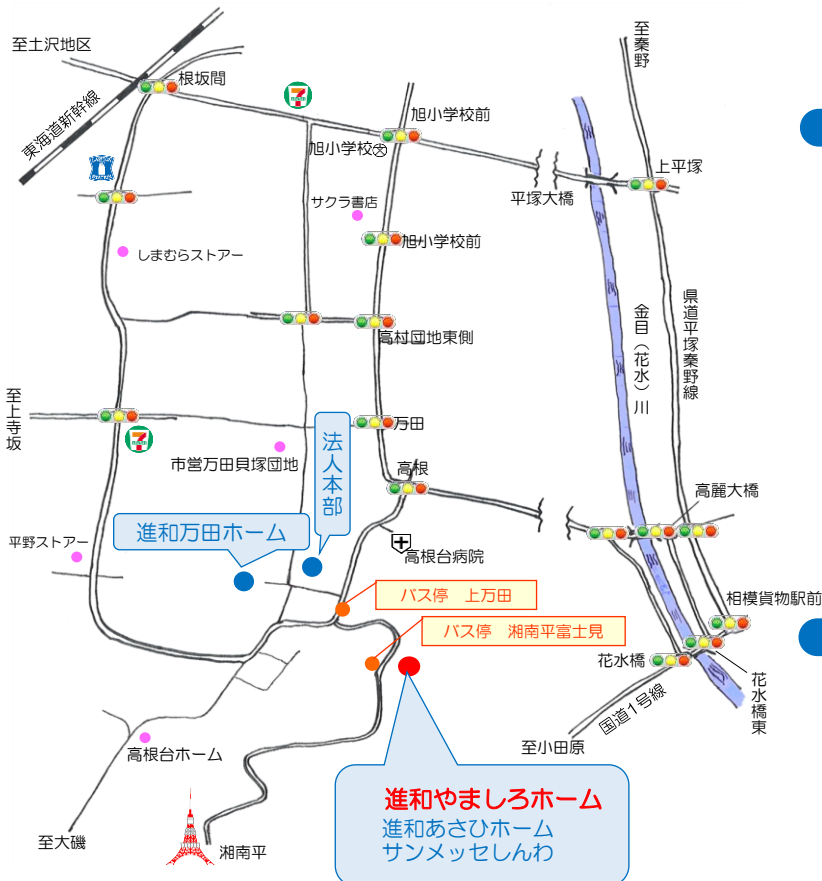 至土沢地区
根坂間
東海道新幹線
至秦野
旭小学校前
旭小学校
文
上平塚
平塚大橋
サクラ書店
旭小学校前
しまむらストアー
金目(花水)川
県道平塚秦野線
高村団地東側
至上寺坂
万田
市営万田貝塚団地
法人本部
高根
高麗大橋
進和万田ホーム
平野ストアー
高根台病院
バス停 上万田
相模貨物駅前
バス停 湘南平富士見
花水橋
花水橋東
国道1号線
至小田原
高根台ホーム
進和やましろホーム
進和あさひホーム
サンメッセしんわ
至大磯
湘南平